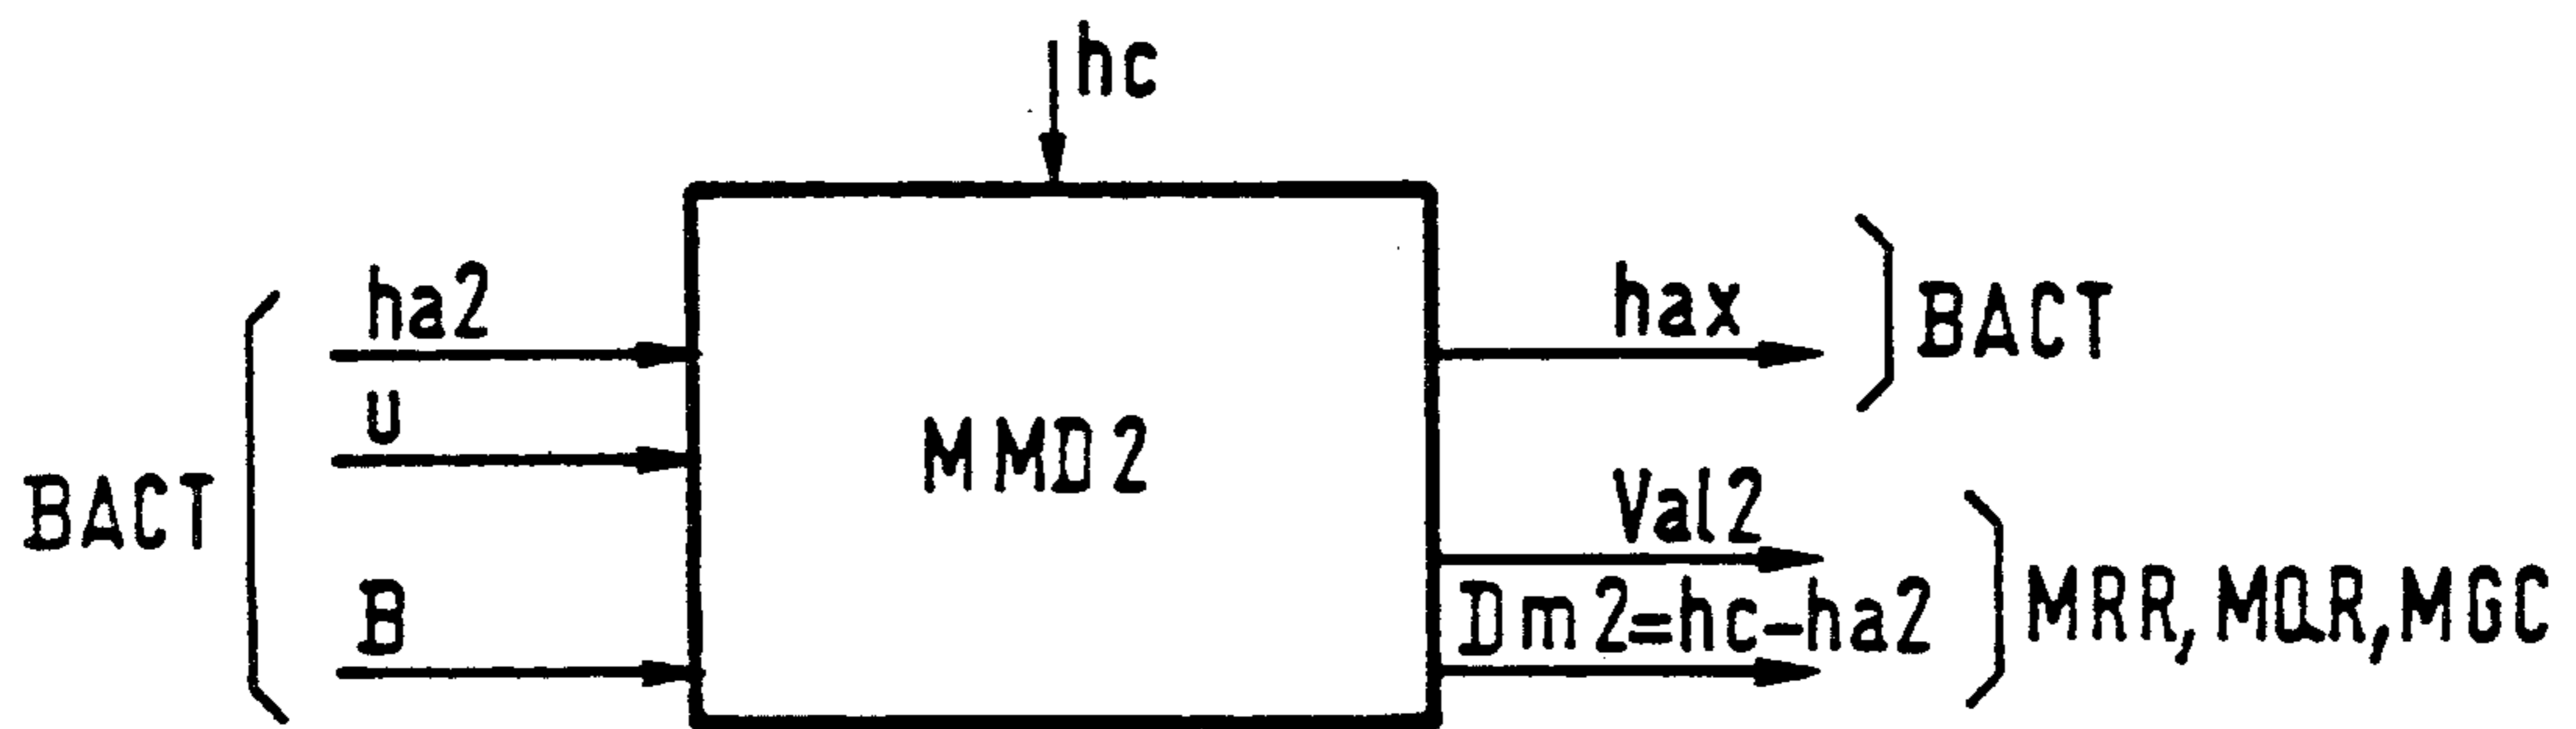 hc
ha2
hax
BACT
u
MMD2
BACT
Val2
B
Dm2=hc-ha2
MRR, MQR, MGC